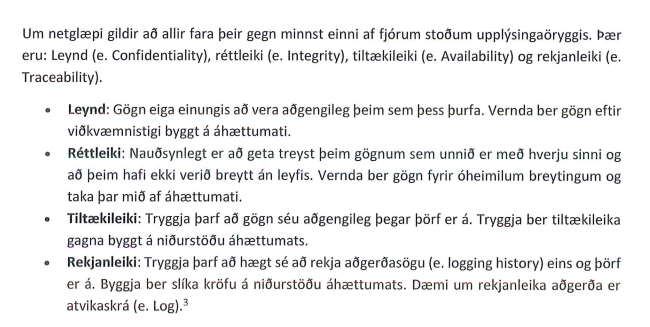 Um netglæpi gildir að allir fara þeir gegn minnst einni af fjórum stoðum upplýsingaöryggis. Þær
eru: Leynd (e. Confidentiality), réttleiki (e. Integrity), tiltækileiki (e. Availability) og rekjanleiki (e.
Traceability).
• Leynd: Gögn eiga einungis að vera aðgengileg þeim sem þess þurfa. Vernda ber gögn eftir
viðkvæmnistigi byggt á áhættumati.
• Réttleiki: Nauðsynlegt er að geta treyst þeim gögnum sem unnið er með hverju sinni og
að þeim hafi ekki verið breytt án leyfis. Vernda ber gögn fyrir óheimilum breytingum og
taka þar mið af áhættumati.
• Tiltækileiki: Tryggja þarf að gögn séu aðgengileg þegar þörf er á. Tryggja ber tiltækileika
gagna byggt á niðurstöðu áhættumats.
• Rekjanleiki: Tryggja þarf að hægt sé að rekja aðgerðasögu (e. logging history) eins og þörf
er á. Byggja ber slíka kröfu á niðurstöðu áhættumats. Dæmi um rekjanleika aðgerða er
atvikaskrá (e. Log).³